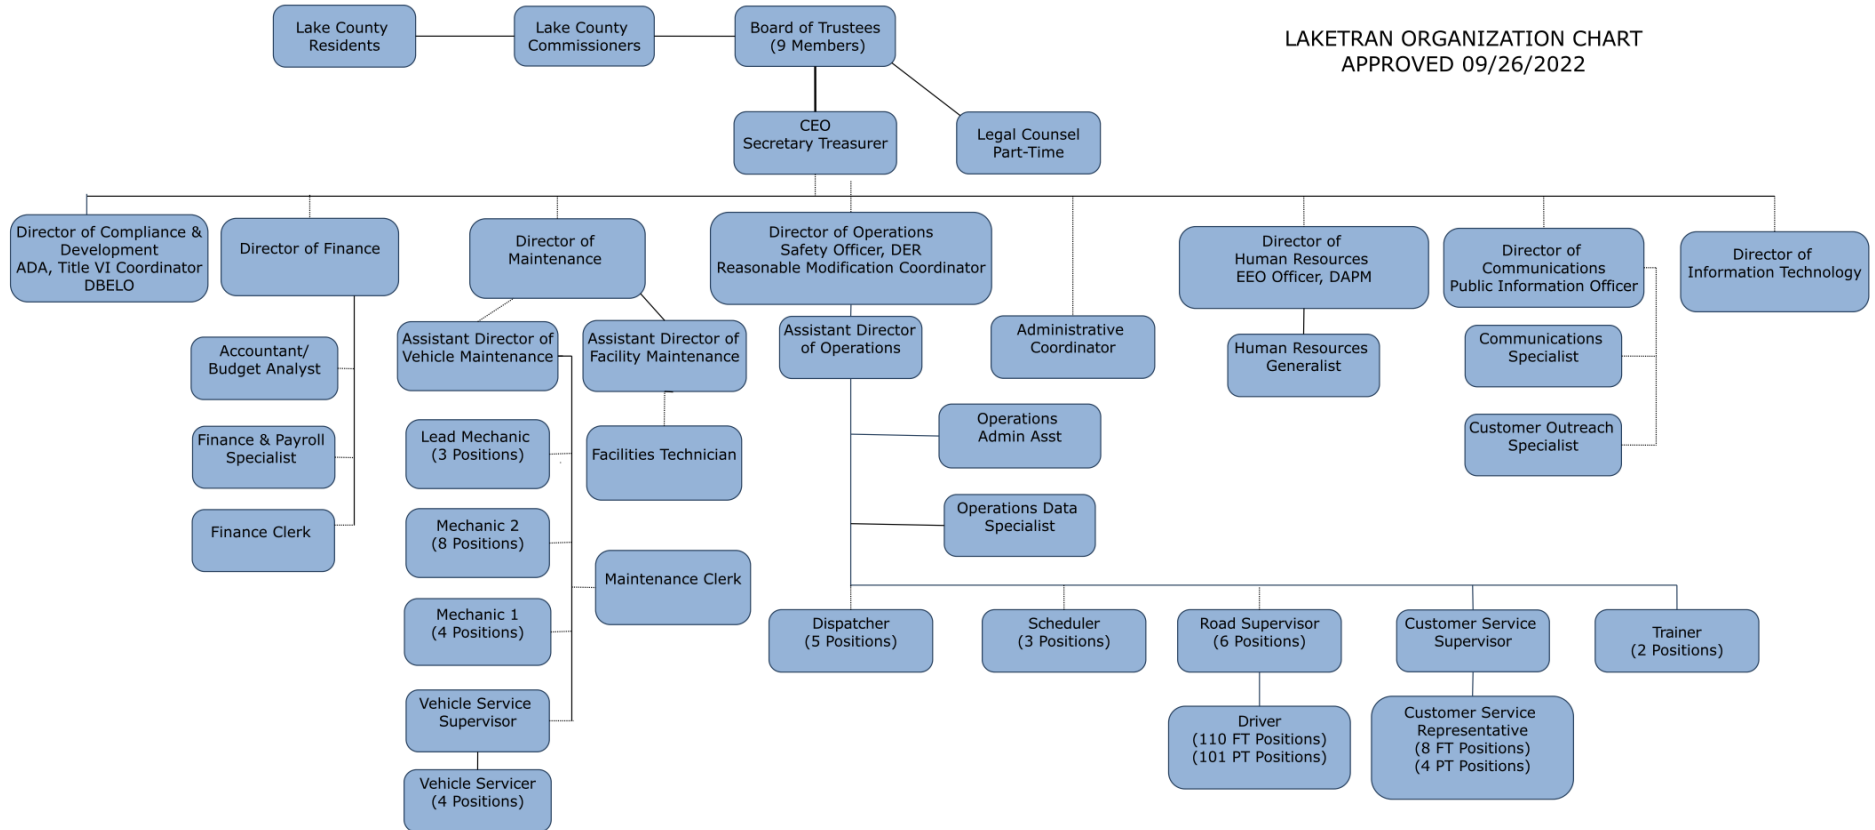 Lake County
Residents
Lake County
Commissioners
Board of Trustees
(9 Members)
LAKETRAN ORGANIZATION CHART
APPROVED 09/26/2022
CEO
Secretary Treasurer
Legal Counsel
Part-Time
Director of Compliance &
Development
ADA, Title VI Coordinator
DBELO
Director of Finance
Director of
Maintenance
Director of Operations
Safety Officer, DER
Reasonable Modification Coordinator
Director of
Human Resources
EEO Officer, DAPM
Director of
Communications
Public Information Officer
Director of
Information Technology
Accountant/
Budget Analyst
Assistant Director of
Vehicle Maintenance
Assistant Director of
Facility Maintenance
Assistant Director
of Operations
Administrative
Coordinator
Human Resources
Generalist
Communications
Specialist
Finance & Payroll
Specialist
Lead Mechanic
(3 Positions)
Facilities Technician
Operations
Admin Asst
Customer Outreach
Specialist
Finance Clerk
Mechanic 2
(8 Positions)
Operations Data
Specialist
Maintenance Clerk
Mechanic 1
(4 Positions)
Dispatcher
(5 Positions)
Scheduler
(3 Positions)
Road Supervisor
(6 Positions)
Customer Service
Supervisor
Trainer
(2 Positions)
Vehicle Service
Supervisor
Driver
(110 FT Positions)
(101 PT Positions)
Customer Service
Representative
(8 FT Positions)
(4 PT Positions)
Vehicle Servicer
(4 Positions)